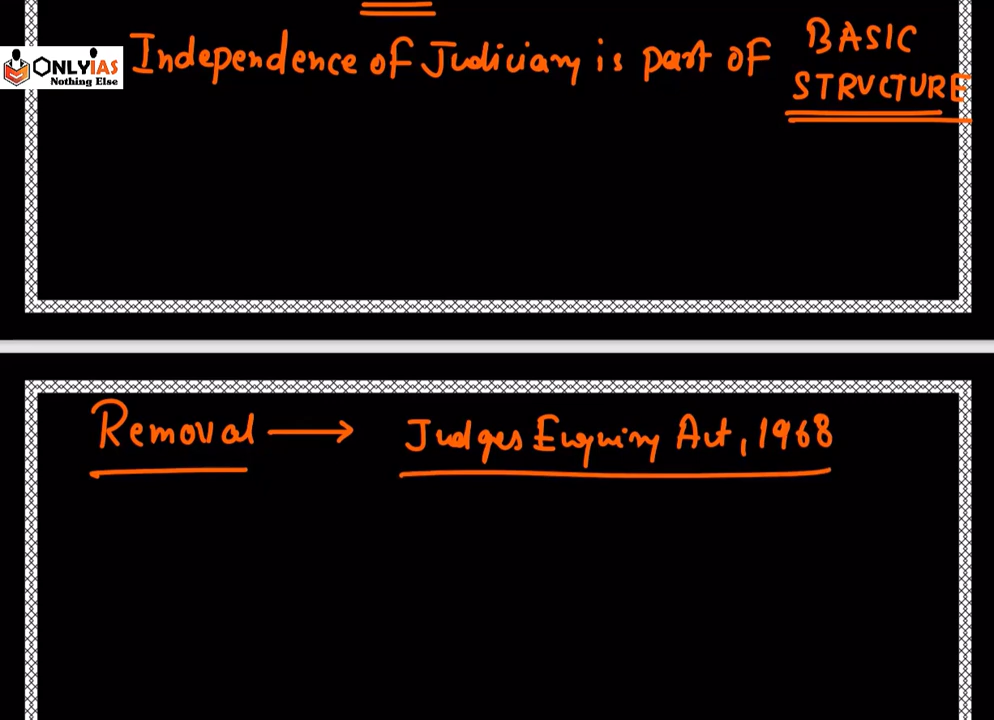 Independence of Judiciary is part of BASIC
STRUCTURE
ONLYIAS
Nothing Else
Removal → Judges Enquiry Act, 1968